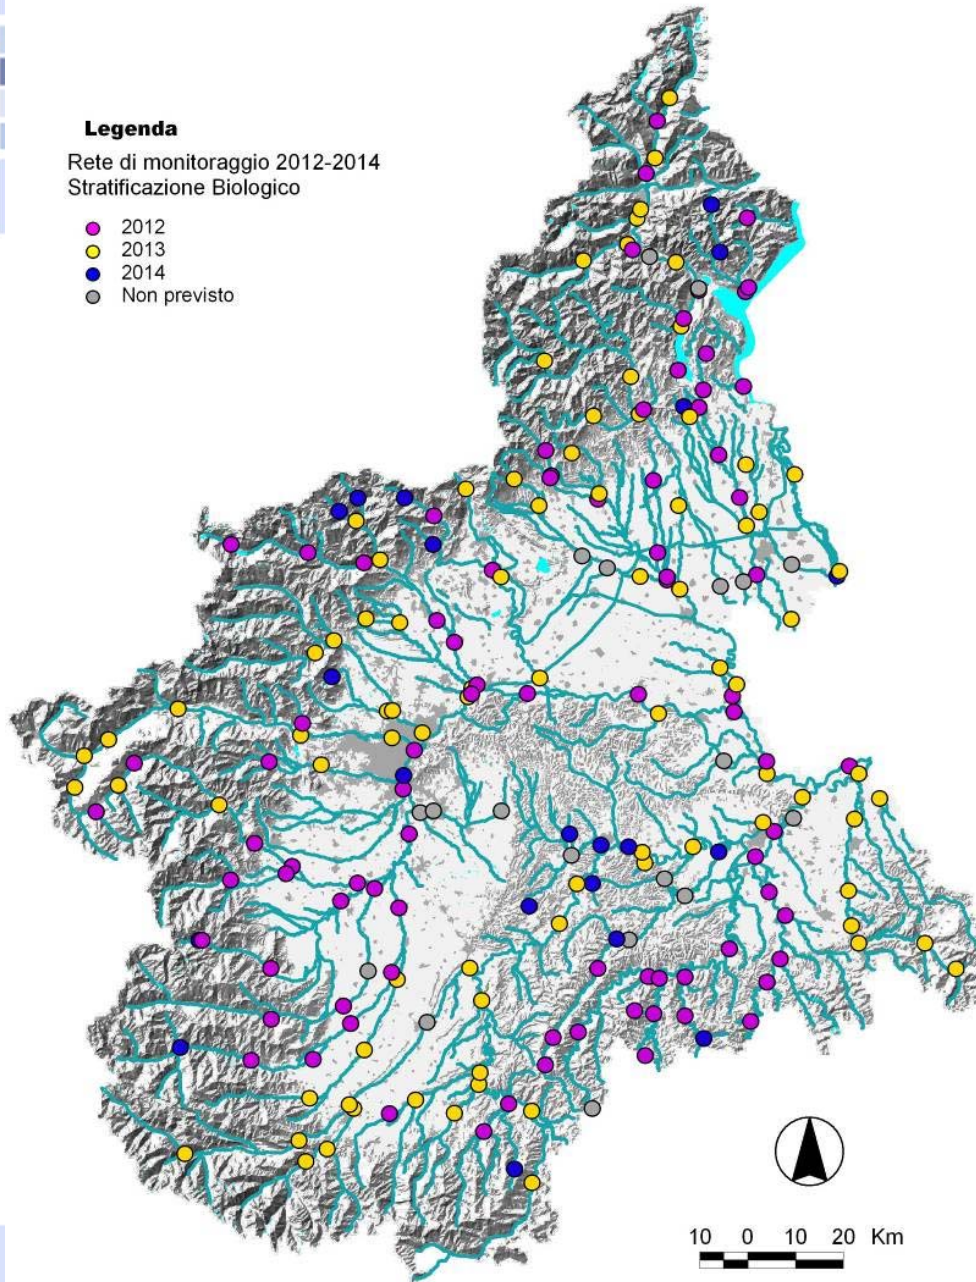 Legenda
Rete di monitoraggio 2012-2014
Stratificazione Biologico
2012
2013
2014
Non previsto
10 0 10 20 Km